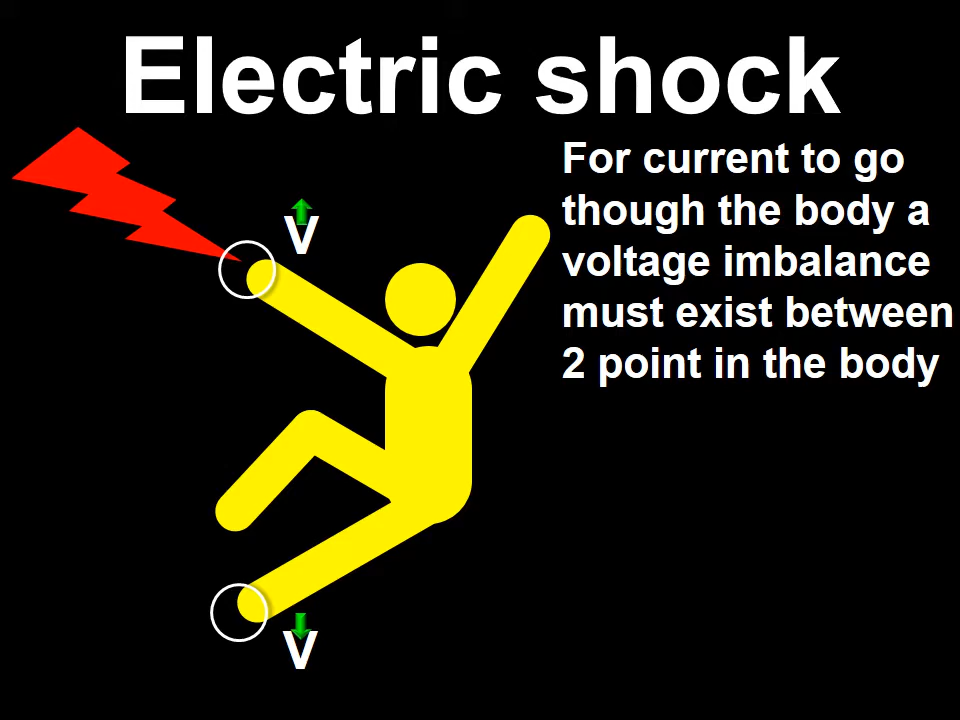 Electric shock
For current to go
though the body a
voltage imbalance
must exist between
2 point in the body
V
V